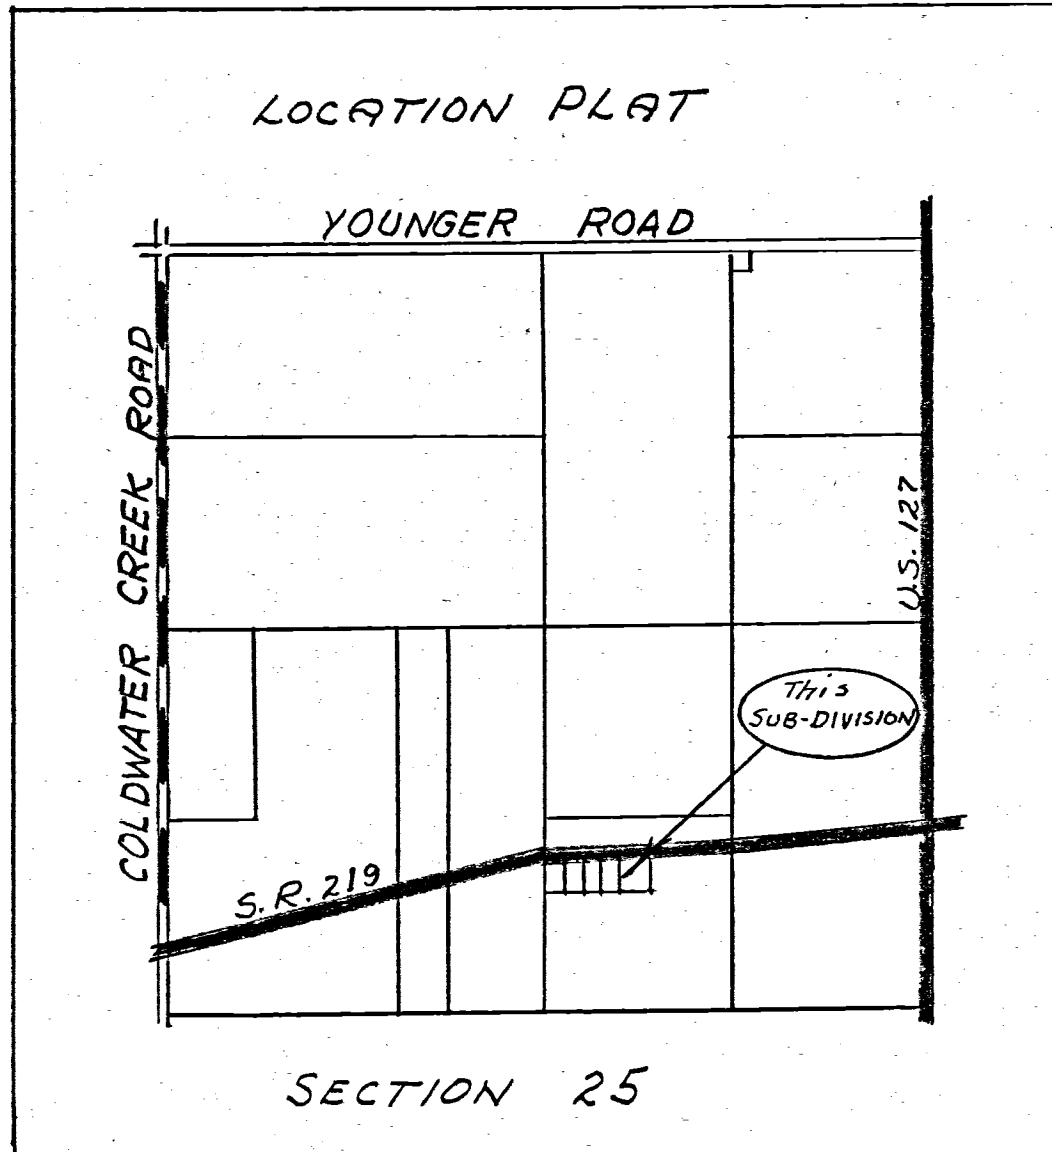 LOCATION PLAT
YOUNGER ROAD
COLDWATER CREEK ROAD
U.S. 127
This
SUB-DIVISION
S.R. 219
SECTION 25